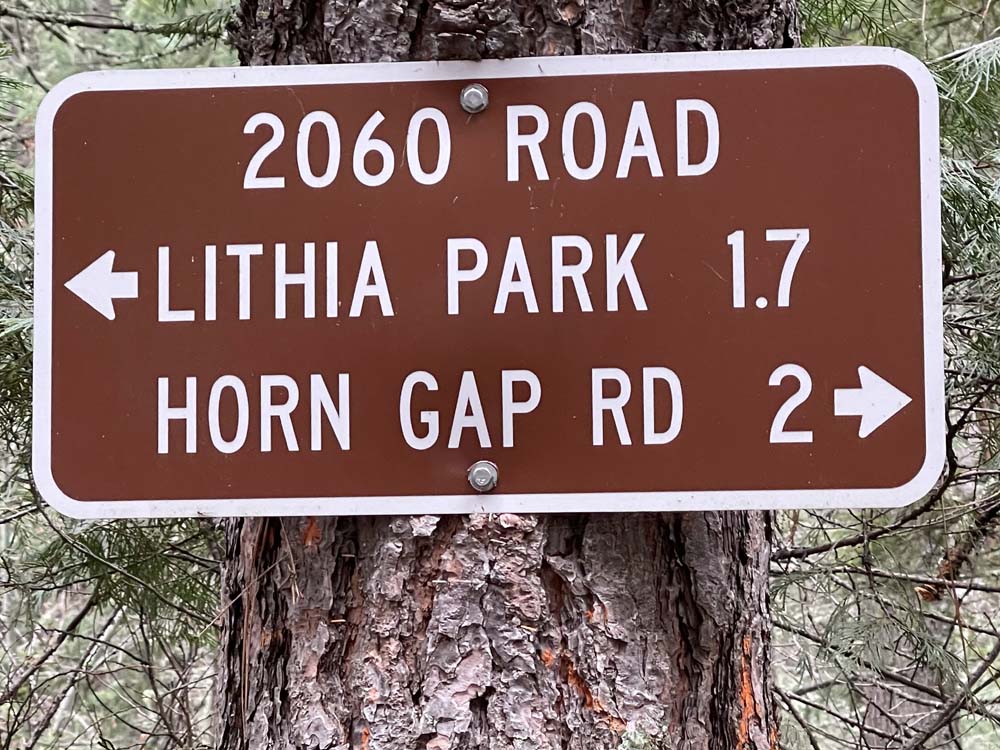 2060 ROAD
LITHIA PARK 1.7
HORN GAP RD 2